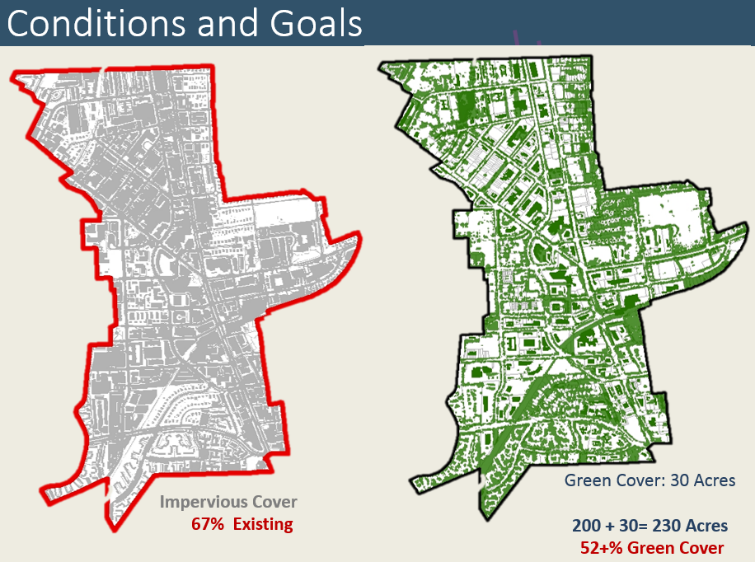 Conditions and Goals
Impervious Cover
67% Existing
Green Cover: 30 Acres
200 + 30= 230 Acres
52+% Green Cover